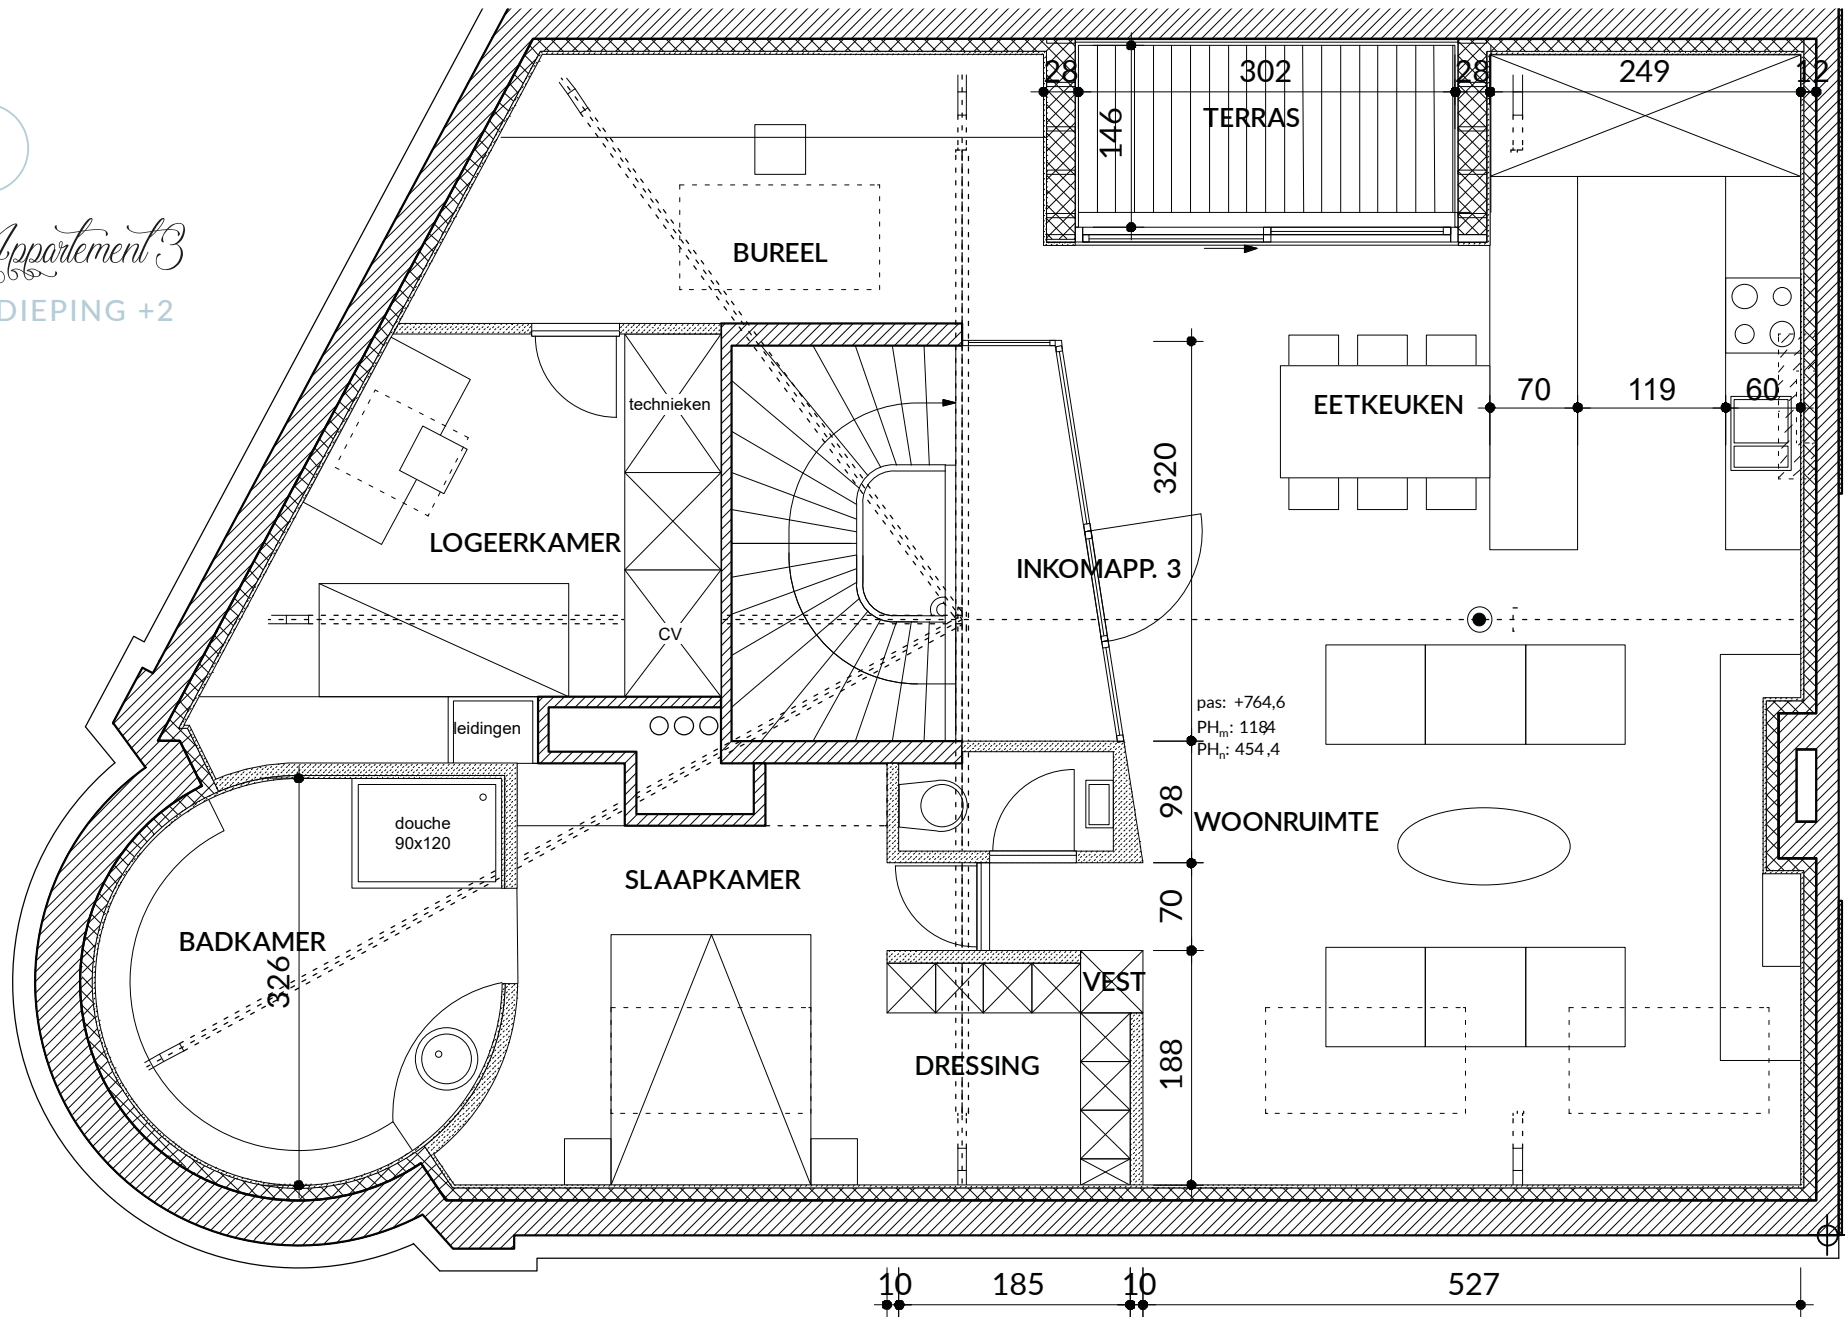 28 302 28 249 12
TERRAS
146
Appartement 3
DIEPING +2
BUREEL
technieken
EETKEUKEN
70 119 60
320
LOGEERKAMER
INKOM APP. 3
CV
leidingen
pas: +764,6
PHm: 1184
PHn: 454,4
98
douche
90x120
WOONRUIMTE
SLAAPKAMER
70
BADKAMER
326
VEST
DRESSING
188
10 185 10 527